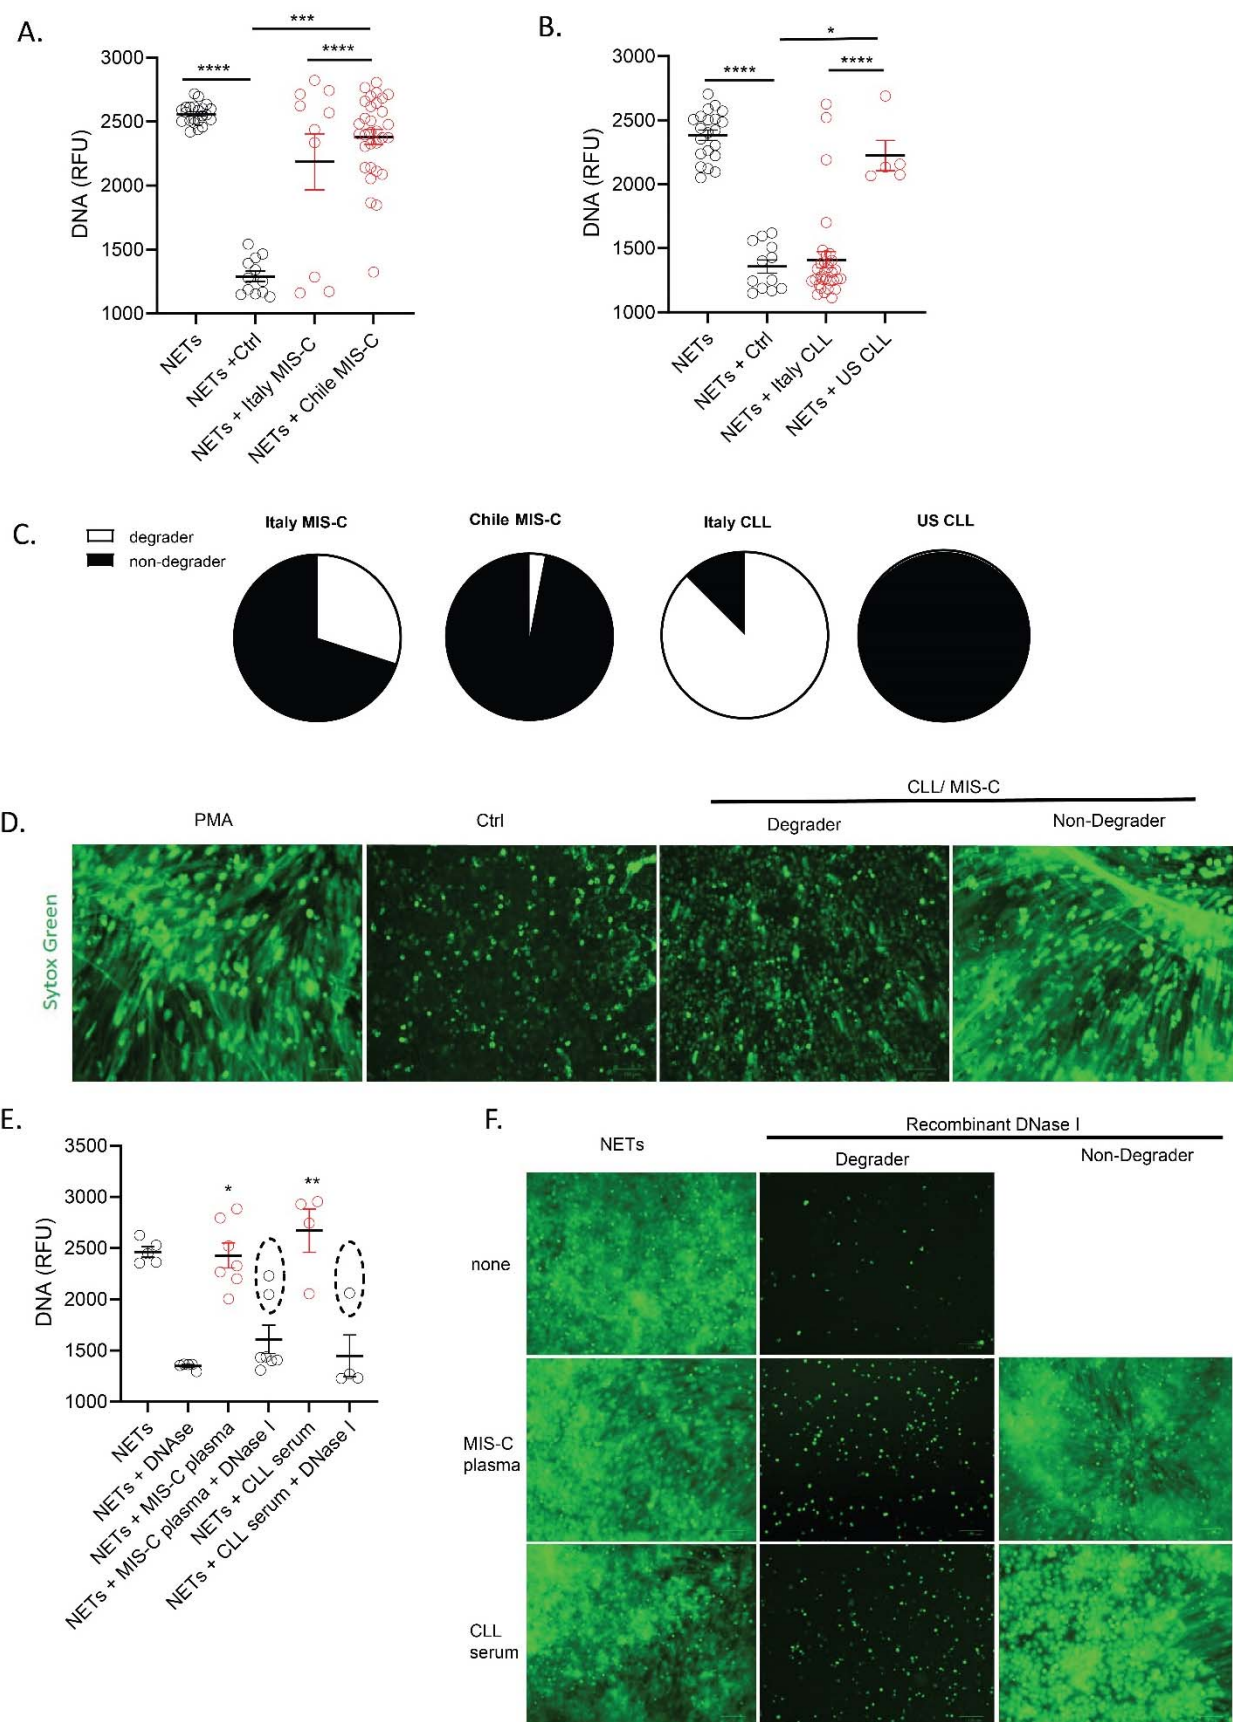 A.
***
****
****
3000
2500
2000
1500
1000
DNA (RFU)
NETs
NETs +Ctrl
NETs + Italy MIS-C
NETs + Chile MIS-C
B.
*
****
****
3000
2500
2000
1500
1000
DNA (RFU)
NETs
NETs + Ctrl
NETs + Italy CLL
NETs + US CLL
C.
degrader
non-degrader
Italy MIS-C
Chile MIS-C
Italy CLL
US CLL
D.
CLL/ MIS-C
PMA
Ctrl
Degrader
Non-Degrader
Sytox Green
E.
3500
3000
2500
2000
1500
1000
DNA (RFU)
*
**
NETs
NETs + DNAse
NETs + MIS-C plasma
NETs + MIS-C plasma + DNase I
NETs + CLL serum
NETs + CLL serum + DNase I
F.
Recombinant DNase I
NETs
Degrader
Non-Degrader
none
MIS-C
plasma
CLL
serum